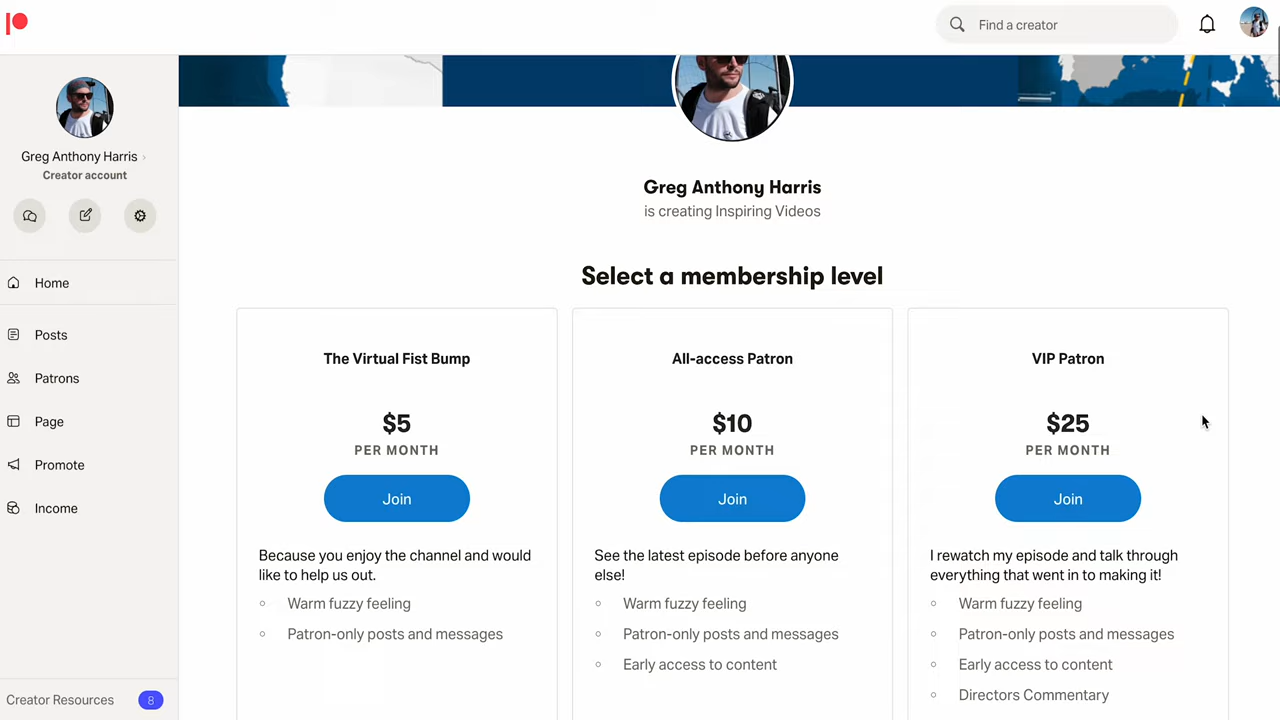 Find a creator
Greg Anthony Harris
Creator account
Home
Posts
Patrons
Page
Promote
Income
Creator Resources
8
Greg Anthony Harris
is creating Inspiring Videos
Select a membership level
The Virtual Fist Bump
$5
PER MONTH
Join
Because you enjoy the channel and would
like to help us out.
Warm fuzzy feeling
Patron-only posts and messages
All-access Patron
$10
PER MONTH
Join
See the latest episode before anyone
else!
Warm fuzzy feeling
Patron-only posts and messages
Early access to content
VIP Patron
$25
PER MONTH
Join
I rewatch my episode and talk through
everything that went in to making it!
Warm fuzzy feeling
Patron-only posts and messages
Early access to content
Directors Commentary